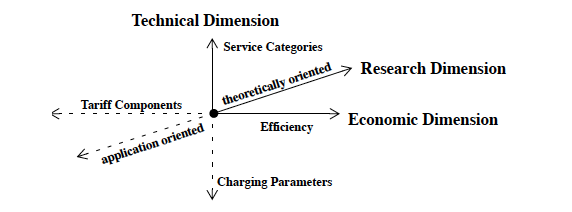 Technical Dimension
Service Categories
theoretically oriented
Research Dimension
Tariff Components
Efficiency
Economic Dimension
application oriented
Charging Parameters